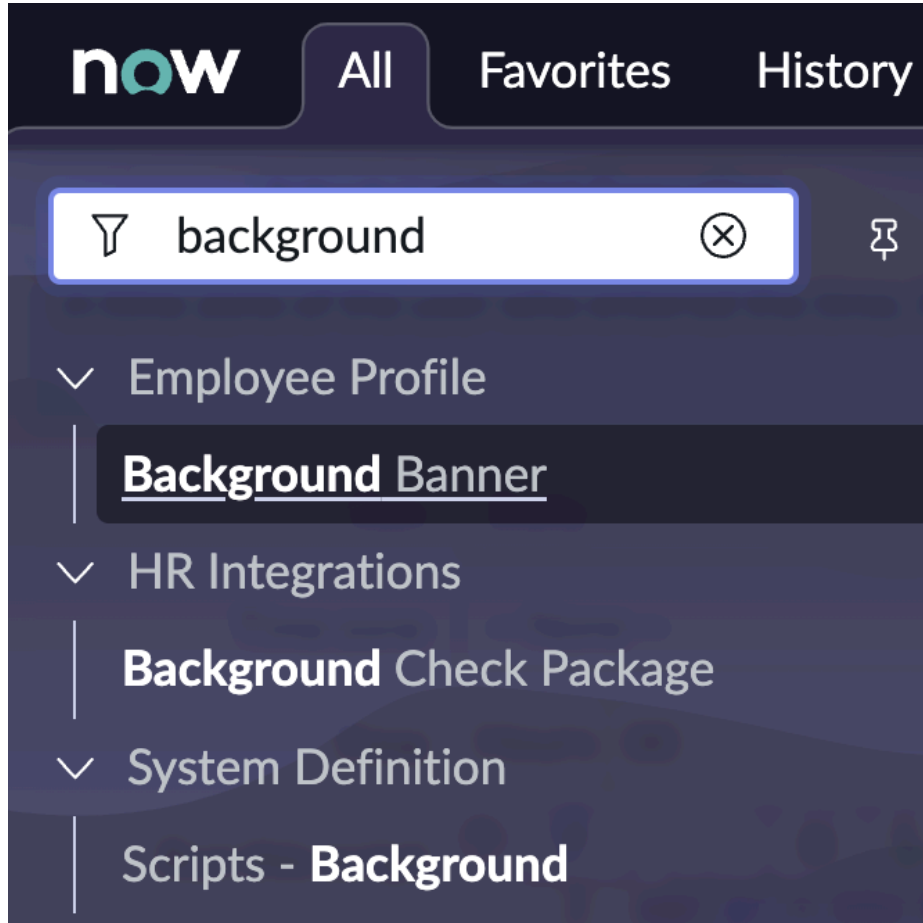 now All Favorites History
background
Employee Profile
Background Banner
HR Integrations
Background Check Package
System Definition
Scripts - Background